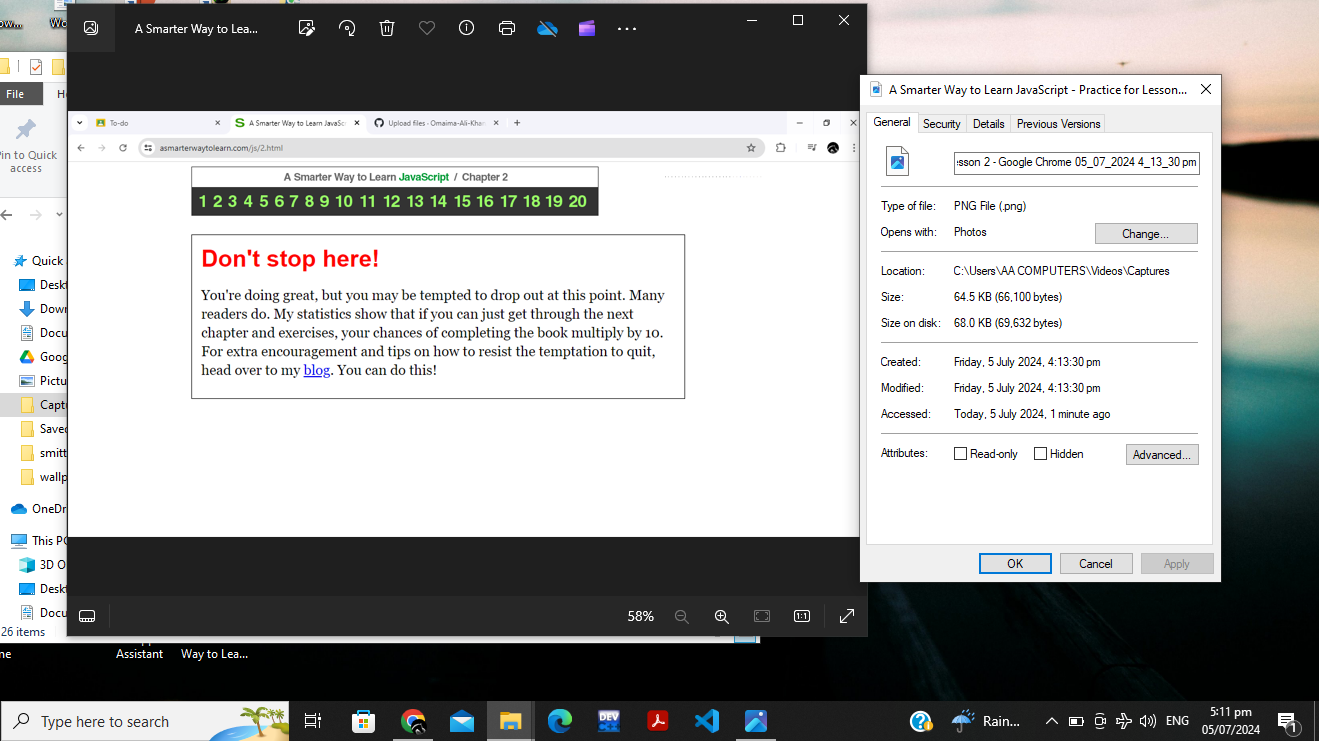 ow...
Wo
A Smarter Way to Lea...
File
H
in to Quick
access
To-do
A Smarter Way to Learn JavaSc
Upload files - Omaima-Ali-Khan
asmarterwaytolearn.com/js/2.html
A Smarter Way to Learn JavaScript / Chapter 2
1 2 3 4 5 6 7 8 9 10 11 12 13 14 15 16 17 18 19 20
Don't stop here!
You're doing great, but you may be tempted to drop out at this point. Many
readers do. My statistics show that if you can just get through the next
chapter and exercises, your chances of completing the book multiply by 10.
For extra encouragement and tips on how to resist the temptation to quit,
head over to my blog. You can do this!
Quick
Deskt
Down
Docu
Goog
Pictu
Captu
Saved
smitt
wallp
OneDr
This PC
3D O
Deskt
Docu
26 items
58%
1:1
A Smarter Way to Learn JavaScript - Practice for Lesson...
General
Security
Details
Previous Versions
esson 2 - Google Chrome 05_07_2024 4_13_30 pm
Type of file: PNG File (.png)
Opens with: Photos
Change...
Location: C:\Users\AA COMPUTERS\Videos\Captures
Size: 64.5 KB (66,100 bytes)
Size on disk: 68.0 KB (69,632 bytes)
Created: Friday, 5 July 2024, 4:13:30 pm
Modified: Friday, 5 July 2024, 4:13:30 pm
Accessed: Today, 5 July 2024, 1 minute ago
Attributes: Read-only Hidden Advanced...
OK Cancel Apply
me
Assistant
Way to Lea...
Type here to search
DEV
C++
Rain...
ENG
5:11 pm
05/07/2024
1